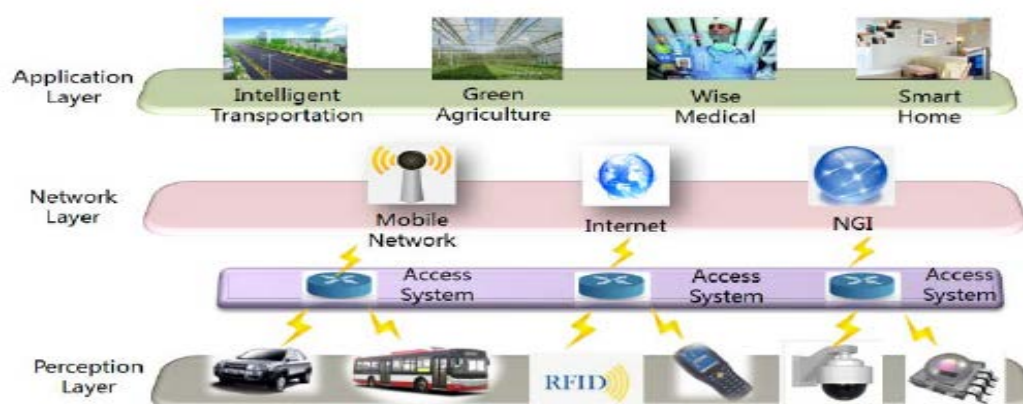 Application
Layer
Intelligent
Transportation
Green
Agriculture
Wise
Medical
Smart
Home
Network
Layer
Mobile
Network
Internet
NGI
Access
System
Access
System
Access
System
Perception
Layer
RFID